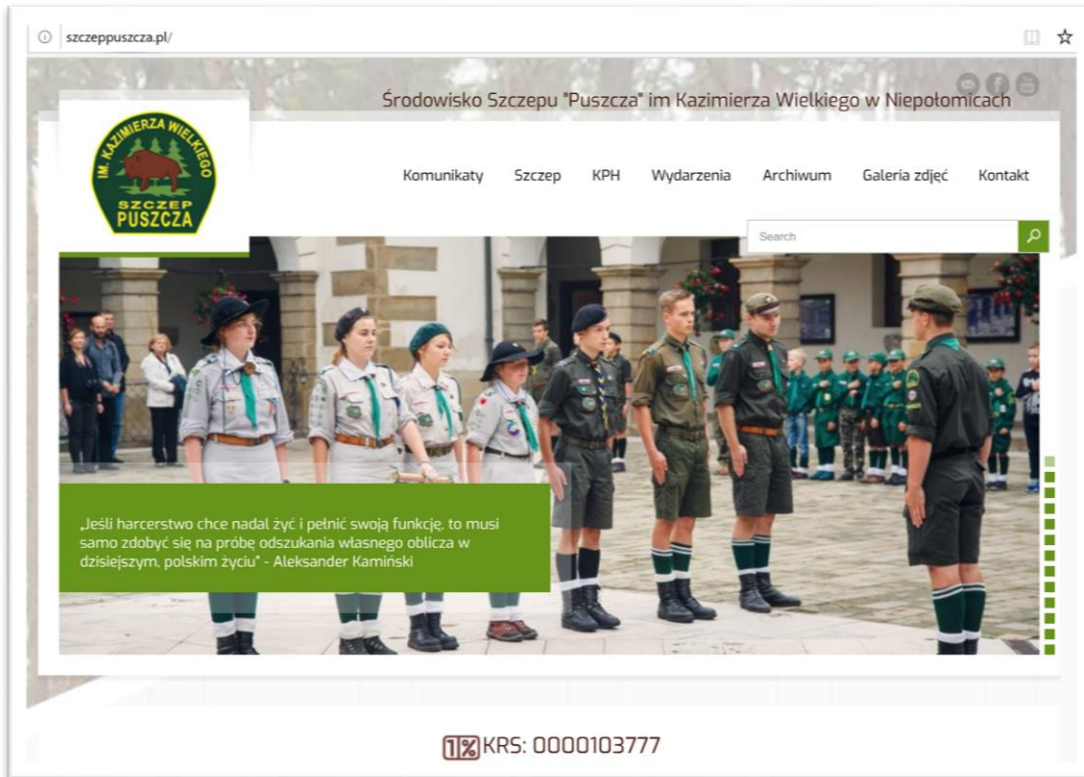 szczeppuszcza.pl/
Środowisko Szczepu "Puszcza" im Kazimierza Wielkiego w Niepołomicach
IM. KAZIMIERZA WIELKIEGO
SZCZEP
PUSZCZA
Komunikaty Szczep KPH Wydarzenia Archiwum Galeria zdjęć Kontakt
Search
„Jeśli harcerstwo chce nadal żyć i pełnić swoją funkcję, to musi
samo zdobyć się na próbę odszukania własnego oblicza w
dzisiejszym, polskim życiu" - Aleksander Kamiński
1% KRS: 0000103777